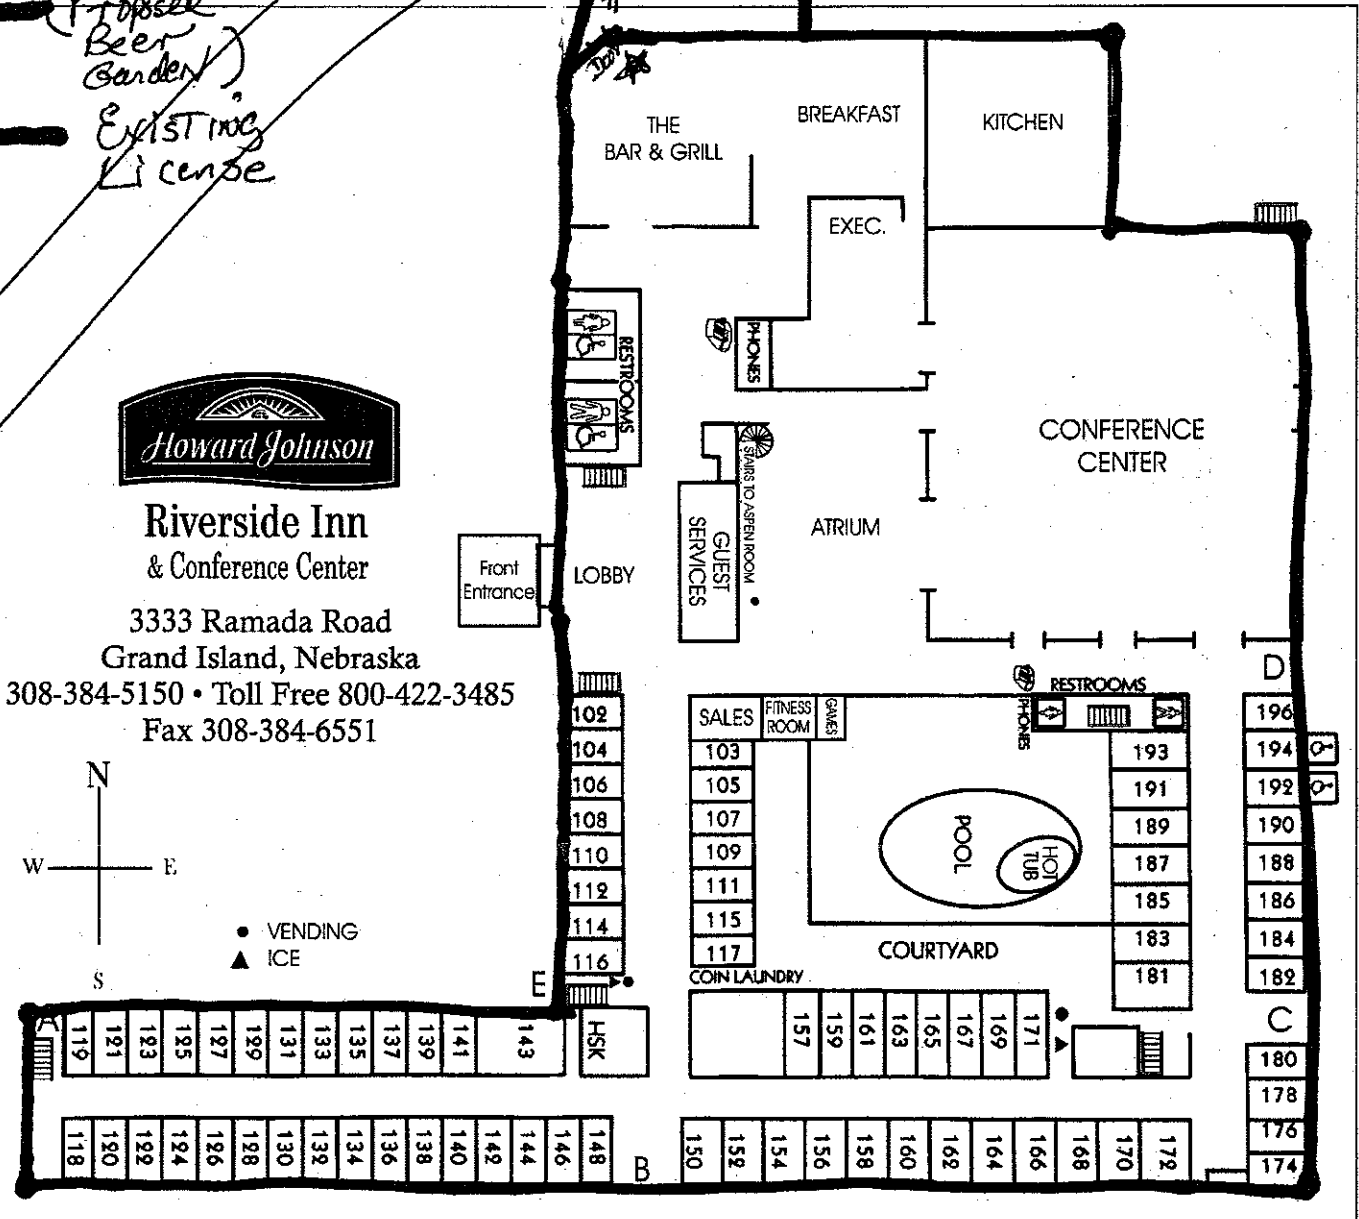 (Proposed
Beer
Garden)
Existing
License
Door
THE
BAR & GRILL
BREAKFAST
KITCHEN
EXEC.
PHONES
RESTROOMS
CONFERENCE
CENTER
STAIRS TO ASPEN ROOM
GUEST
SERVICES
ATRIUM
LOBBY
Front
Entrance
Howard Johnson
Riverside Inn
& Conference Center
3333 Ramada Road
Grand Island, Nebraska
308-384-5150 • Toll Free 800-422-3485
Fax 308-384-6551
N
W E
S
● VENDING
▲ ICE
D
RESTROOMS
PHONES
SALES
FITNESS
ROOM
GAMES
102
104
106
108
110
112
114
116
103
105
107
109
111
115
117
COIN LAUNDRY
POOL
HOT
TUB
COURTYARD
193
191
189
187
185
183
181
196
194
192
190
188
186
184
182
E
A
119 121 123 125 127 129 131 133 135 137 139 141 143
HSK
157 159 161 163 165 167 169 171
C
180
178
176
174
118 120 122 124 126 128 130 132 134 136 138 140 142 144 146 148
B
150 152 154 156 158 160 162 164 166 168 170 172